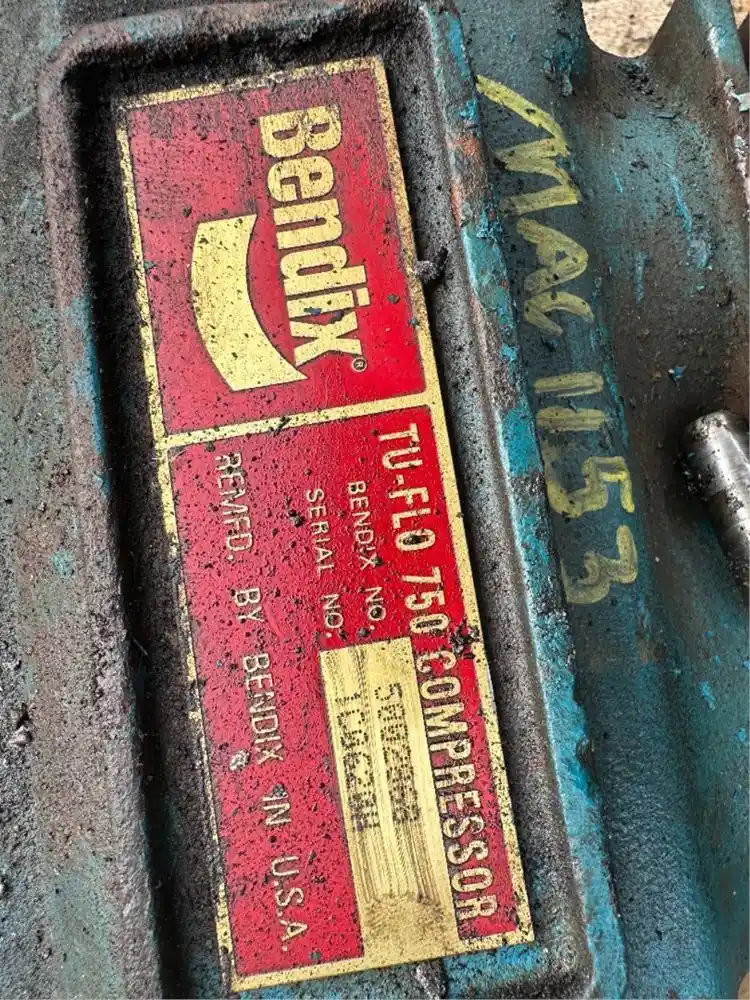 Bendix®
TU-FLO 750 COMPRESSOR
BENDIX NO.
SERIAL NO.
REMFD. BY BENDIX IN U.S.A
MAC 1153